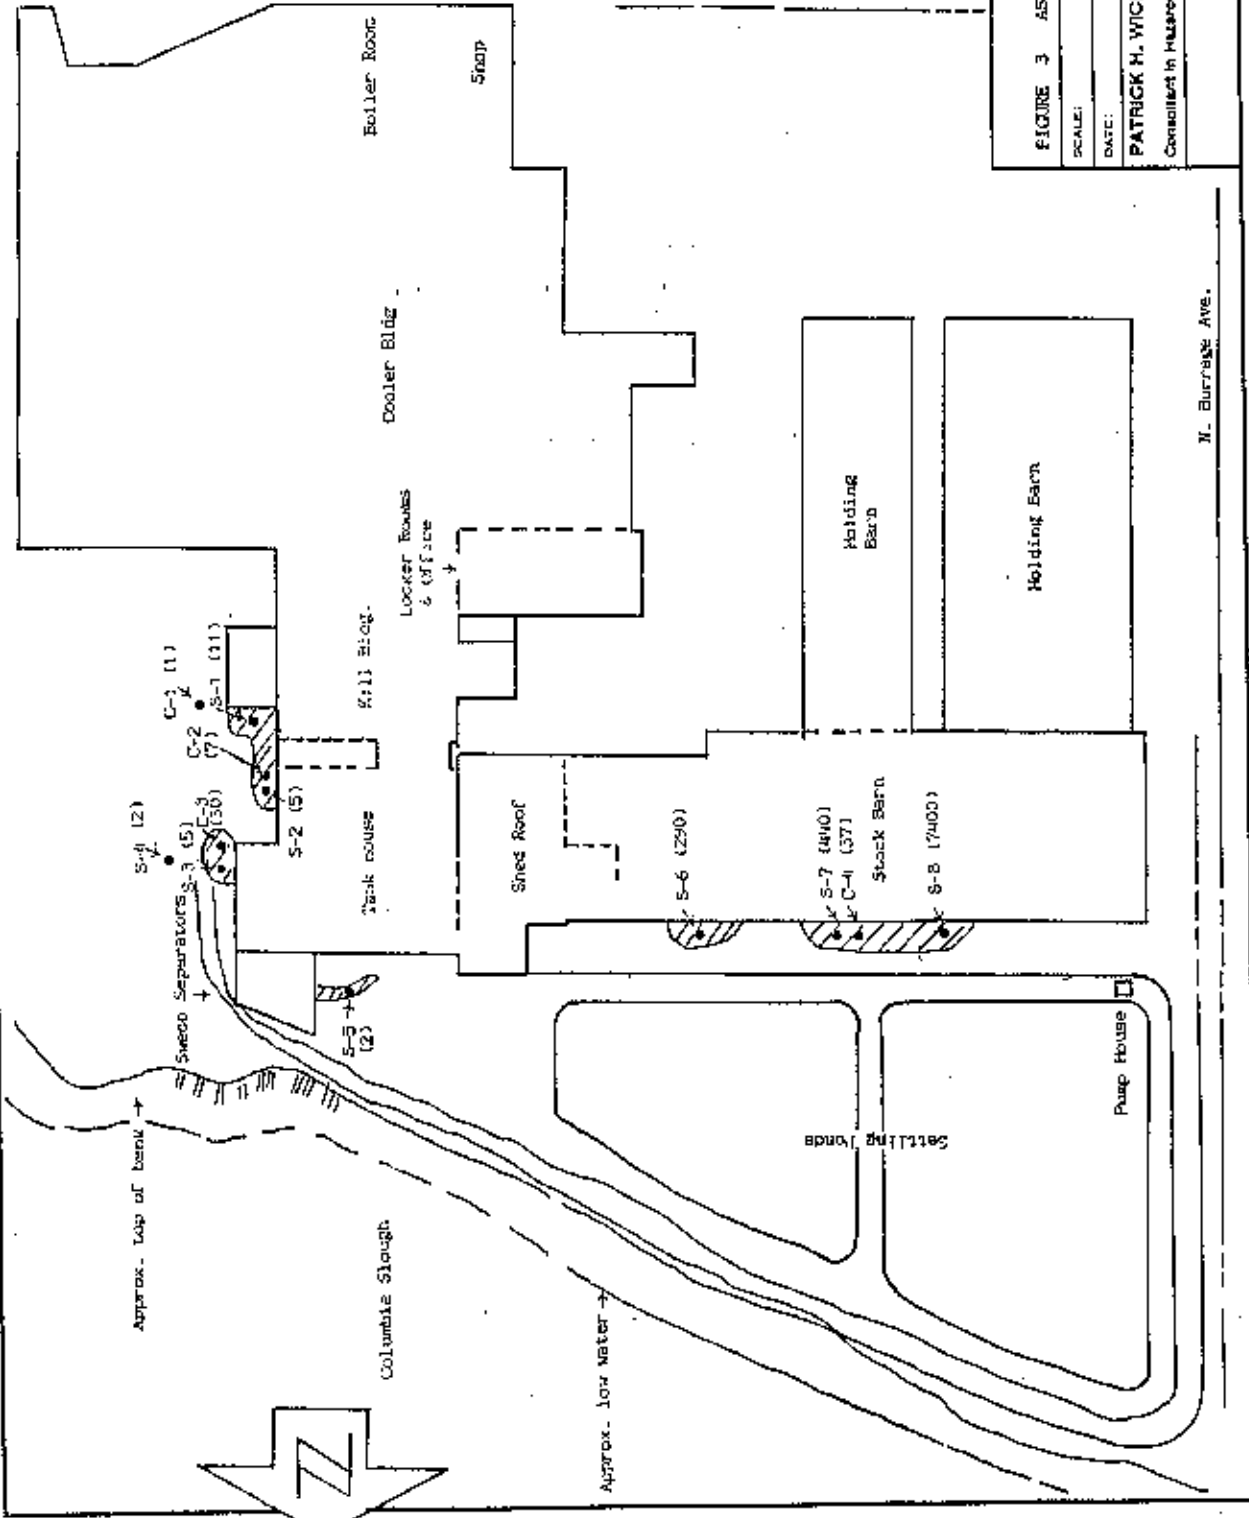 Boiler Room
Shop
Cooler Bldg
Locker Rooms
& Office
Kill Bldg.
C-1 (1)
S-1 (11)
C-2
(7)
S-2 (5)
S-4 (2)
S-3 (5)
C-3
(30)
Sweco Separators
Tank House
Shed Roof
S-5
(2)
S-6 (290)
S-7 (440)
C-4 (37)
Stock Barn
S-8 (7400)
Holding
Barn
Holding Barn
N. Burrage Ave.
Approx. top of bank
Columbia Slough
Approx. low water
Settling Ponds
Pump House
N
FIGURE 3
SCALE:
DATE:
PATRICK H.
Consultant in